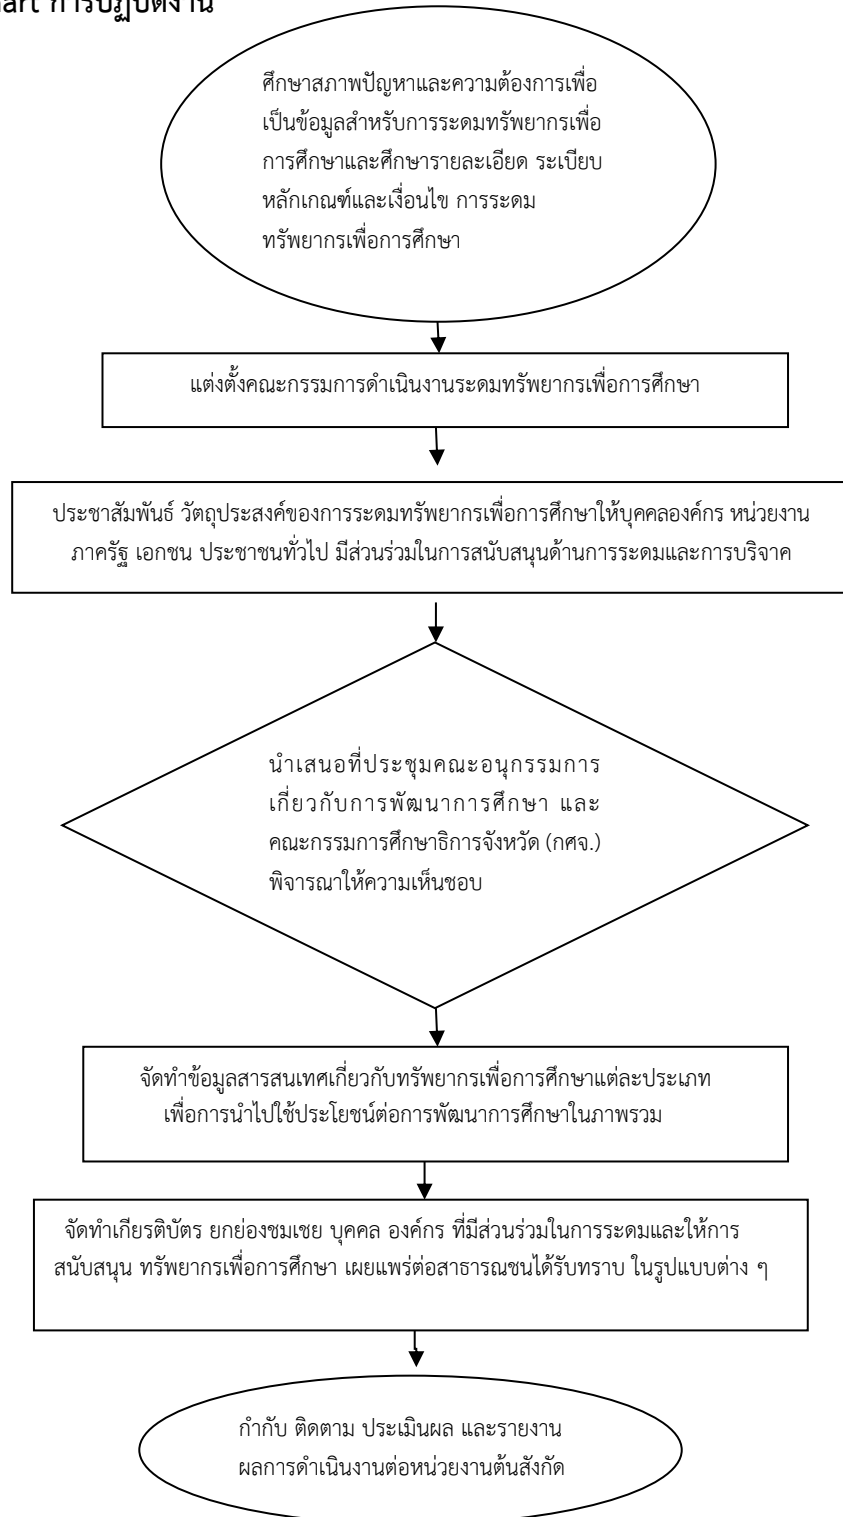 การปฏิบัติงาน
ศึกษาสภาพปัญหาและความต้องการเพื่อ
เป็นข้อมูลสำหรับการระดมทรัพยากรเพื่อ
การศึกษาและศึกษารายละเอียด ระเบียบ
หลักเกณฑ์และเงื่อนไข การระดม
ทรัพยากรเพื่อการศึกษา
แต่งตั้งคณะกรรมการดำเนินงานระดมทรัพยากรเพื่อการศึกษา
ประชาสัมพันธ์ วัตถุประสงค์ของการระดมทรัพยากรเพื่อการศึกษาให้บุคคลองค์กร หน่วยงาน
ภาครัฐ เอกชน ประชาชนทั่วไป มีส่วนร่วมในการสนับสนุนด้านการระดมและการบริจาค
นำเสนอที่ประชุมคณะอนุกรรมการ
เกี่ยวกับการพัฒนาการศึกษา และ
คณะกรรมการศึกษาธิการจังหวัด (กศจ.)
พิจารณาให้ความเห็นชอบ
จัดทำข้อมูลสารสนเทศเกี่ยวกับทรัพยากรเพื่อการศึกษาแต่ละประเภท
เพื่อการนำไปใช้ประโยชน์ต่อการพัฒนาการศึกษาในภาพรวม
จัดทำเกียรติบัตร ยกย่องชมเชย บุคคล องค์กร ที่มีส่วนร่วมในการระดมและให้การ
สนับสนุน ทรัพยากรเพื่อการศึกษา เผยแพร่ต่อสาธารณชนได้รับทราบ ในรูปแบบต่าง ๆ
กำกับ ติดตาม ประเมินผล และรายงาน
ผลการดำเนินงานต่อหน่วยงานต้นสังกัด